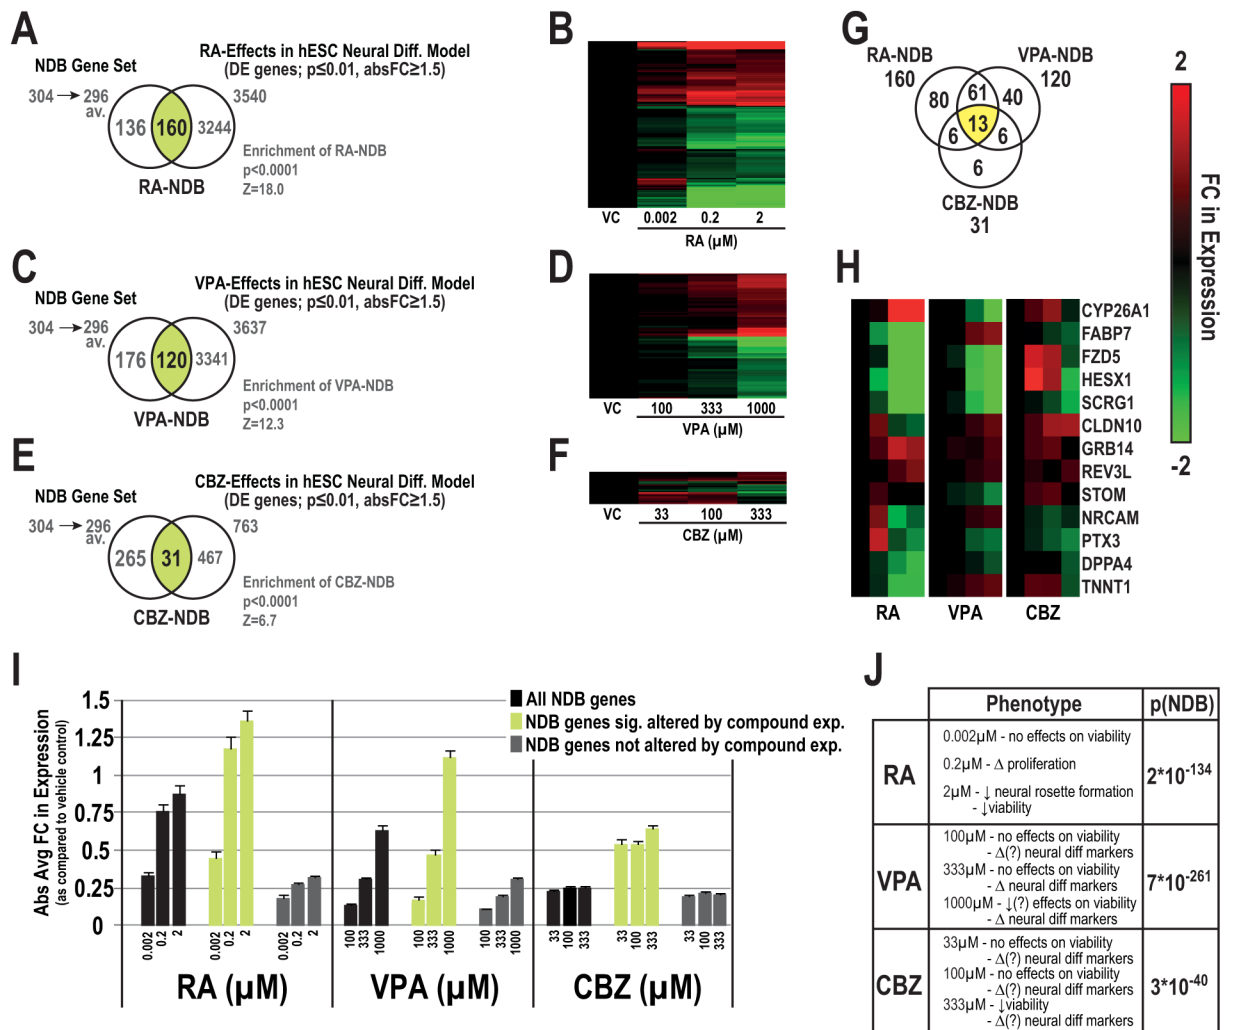 A
RA-Effects in hESC Neural Diff. Model
(DE genes; p≤0.01, absFC≥1.5)
NDB Gene Set
304 → 296
av.
3540
136
160
3244
RA-NDB
Enrichment of RA-NDB
p<0.0001
Z=18.0
B
VC
0.002
0.2
2
RA (µM)
C
VPA-Effects in hESC Neural Diff. Model
(DE genes; p≤0.01, absFC≥1.5)
NDB Gene Set
304 → 296
av.
3637
176
120
3341
VPA-NDB
Enrichment of VPA-NDB
p<0.0001
Z=12.3
D
VC
100
333
1000
VPA (µM)
E
CBZ-Effects in hESC Neural Diff. Model
(DE genes; p≤0.01, absFC≥1.5)
NDB Gene Set
304 → 296
av.
763
265
31
467
CBZ-NDB
Enrichment of CBZ-NDB
p<0.0001
Z=6.7
F
VC
33
100
333
CBZ (µM)
G
RA-NDB
160
VPA-NDB
120
80
61
40
13
6
6
6
CBZ-NDB
31
2
FC in Expression
-2
H
CYP26A1
FABP7
FZD5
HESX1
SCRG1
CLDN10
GRB14
REV3L
STOM
NRCAM
PTX3
DPPA4
TNNT1
RA
VPA
CBZ
I
Abs Avg FC in Expression
(as compared to vehicle control)
1.5
1.25
1
0.75
0.5
0.25
0
All NDB genes
NDB genes sig. altered by compound exp.
NDB genes not altered by compound exp.
0.002
0.2
2
0.002
0.2
2
0.002
0.2
2
100
333
1000
100
333
1000
100
333
1000
33
100
333
33
100
333
33
100
333
RA (µM)
VPA (µM)
CBZ (µM)
J
Phenotype
p(NDB)
RA
0.002µM - no effects on viability
0.2µM - Δ proliferation
2µM - ↓ neural rosette formation
- ↓viability
2*10⁻¹³⁴
VPA
100µM - no effects on viability
- Δ(?) neural diff markers
333µM - no effects on viability
- Δ neural diff markers
1000µM - ↓(?) effects on viability
- Δ neural diff markers
7*10⁻²⁶¹
CBZ
33µM - no effects on viability
- Δ(?) neural diff markers
100µM - no effects on viability
- Δ(?) neural diff markers
333µM - ↓viability
- Δ(?) neural diff markers
3*10⁻⁴⁰